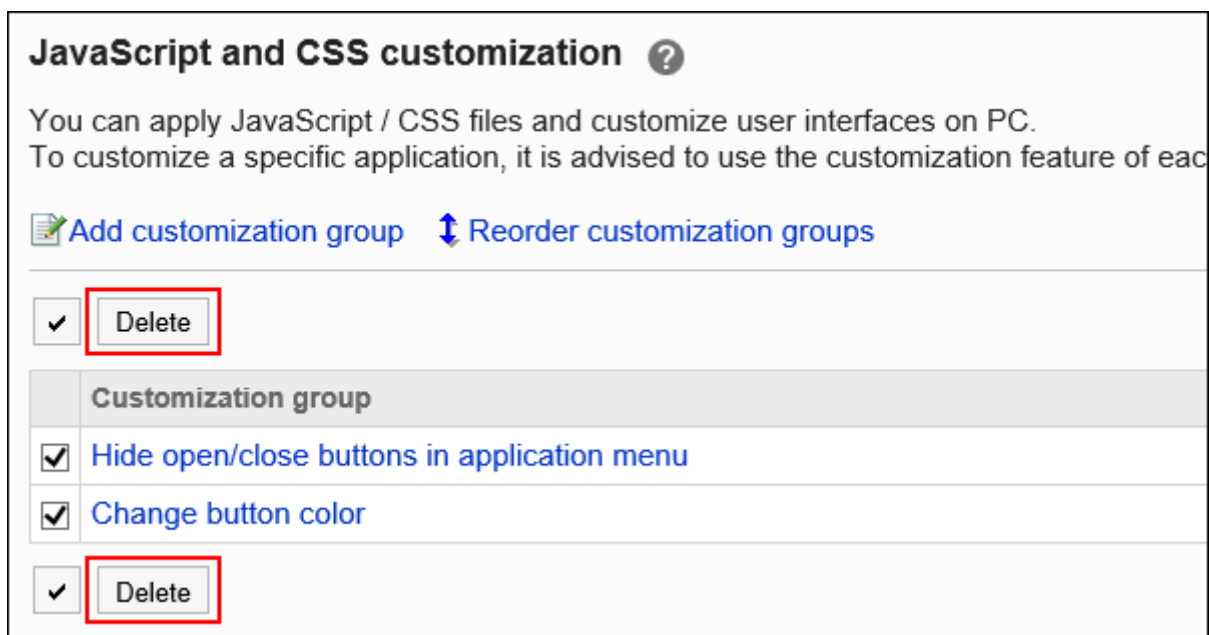 JavaScript and CSS customization ?
You can apply JavaScript / CSS files and customize user interfaces on PC.
To customize a specific application, it is advised to use the customization feature of eac
Add customization group Reorder customization groups
Delete
Customization group
Hide open/close buttons in application menu
Change button color
Delete